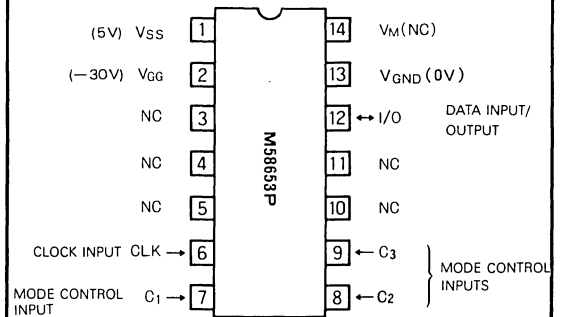 (5V) VSS 1
14 VM(NC)
(−30V) VGG 2
13 VGND(0V)
NC 3
12 ↔ I/O DATA INPUT/
OUTPUT
NC 4
11 NC
NC 5
10 NC
M58653P
CLOCK INPUT CLK → 6
9 ← C3
MODE CONTROL
INPUT
C1 → 7
8 ← C2
MODE CONTROL
INPUTS